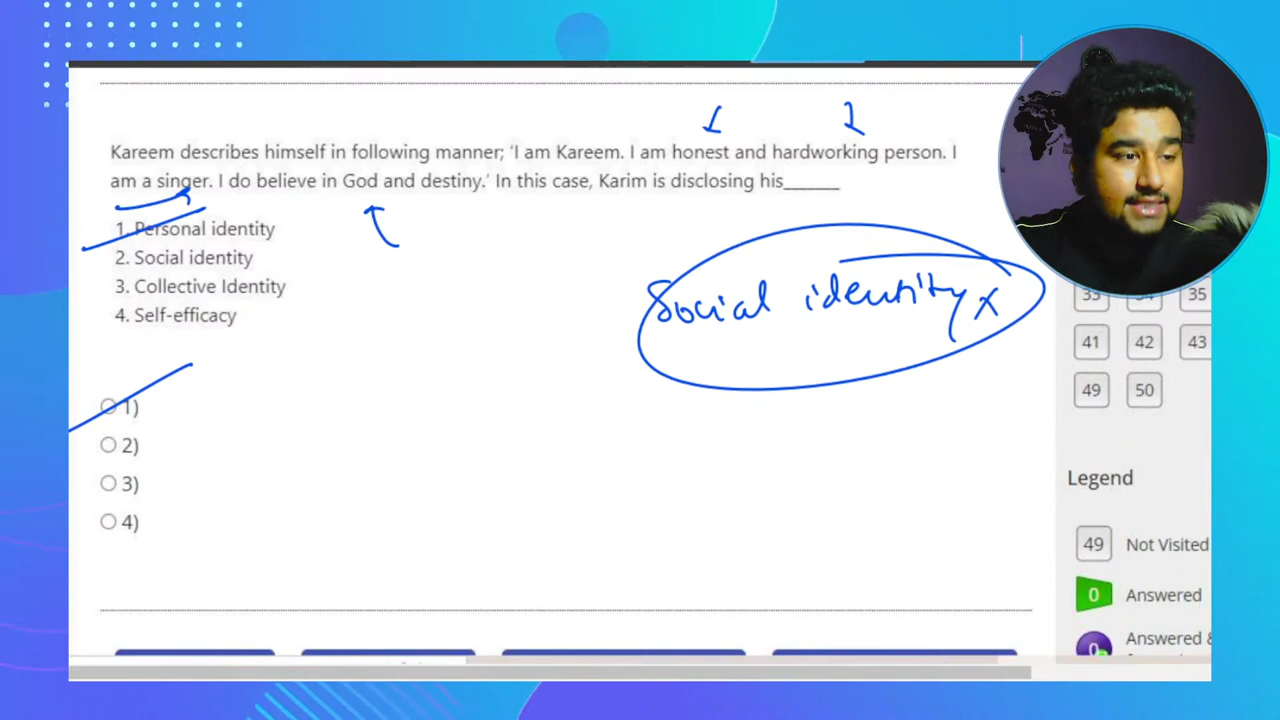 Kareem describes himself in following manner; 'I am Kareem. I am honest and hardworking person. I
am a singer. I do believe in God and destiny.' In this case, Karim is disclosing his______
1. Personal identity
2. Social identity
3. Collective Identity
4. Self-efficacy
Social identity x
1)
2)
3)
4)
33 34 35
41 42 43
49 50
Legend
49 Not Visited
0 Answered
0 Answered &